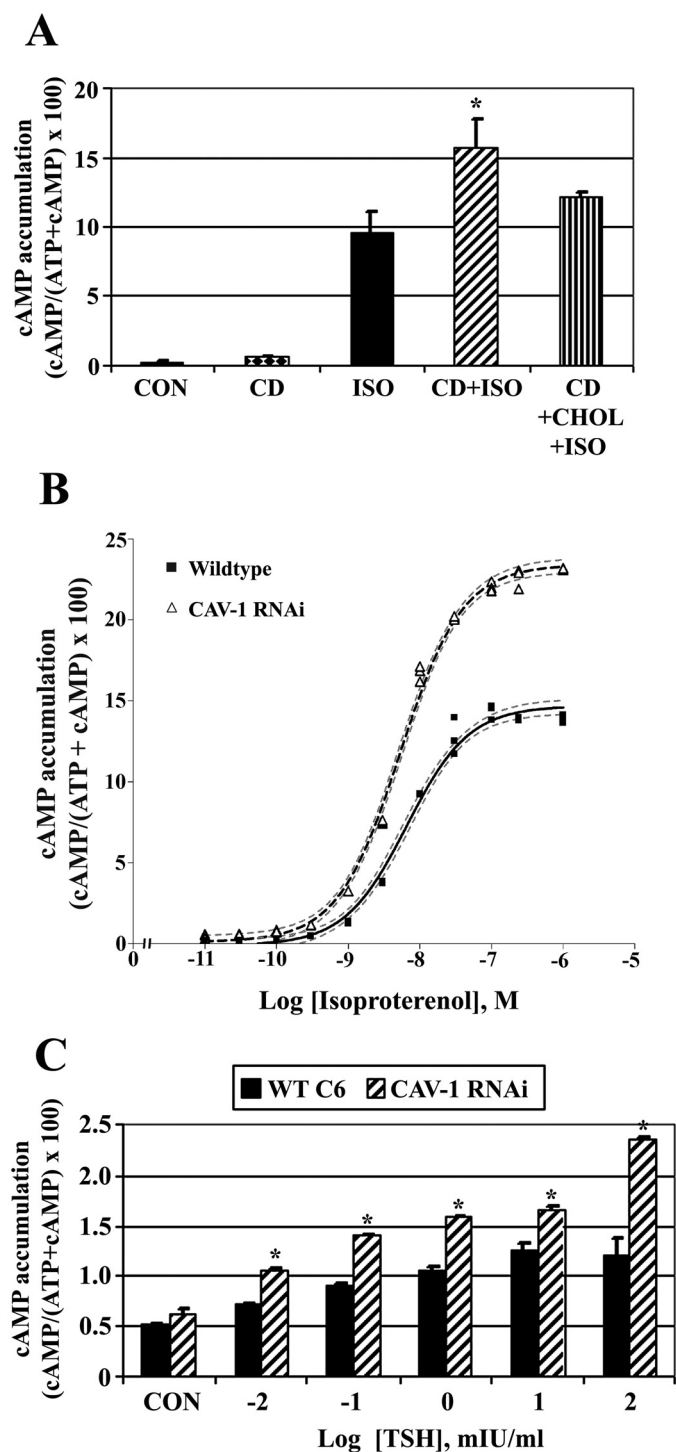 A
cAMP accumulation
(cAMP/(ATP+cAMP) x 100)
20
15
10
5
0
*
CON
CD
ISO
CD+ISO
CD
+CHOL
+ISO
B
cAMP accumulation
(cAMP/(ATP + cAMP) x 100)
25
20
15
10
5
0
Wildtype
CAV-1 RNAi
0
-11
-10
-9
-8
-7
-6
-5
Log [Isoproterenol], M
C
WT C6
CAV-1 RNAi
cAMP accumulation
(cAMP/(ATP+cAMP) x 100)
2.5
2.0
1.5
1.0
0.5
0
*
*
*
*
*
CON
-2
-1
0
1
2
Log [TSH], mIU/ml